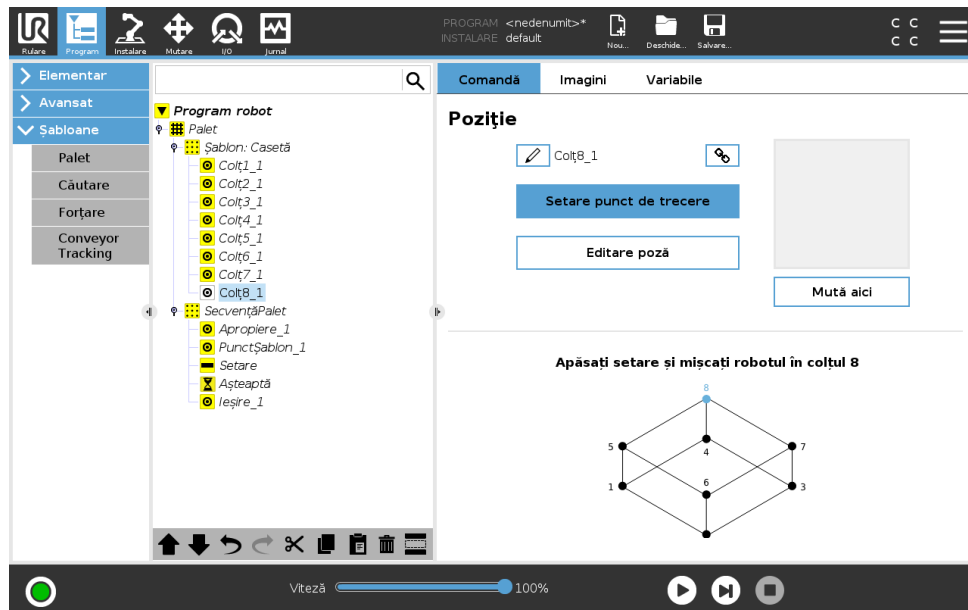 UR
PROGRAM <nedenumit>*
INSTALARE default
Rulare
Program
Instalare
Mutare
I/O
Jurnal
Nou...
Deschide...
Salvare...
C C
C C
Elementar
Avansat
Șabloane
Palet
Căutare
Forțare
Conveyor
Tracking
Program robot
Palet
Șablon: Casetă
Colț1_1
Colț2_1
Colț3_1
Colț4_1
Colț5_1
Colț6_1
Colț7_1
Colț8_1
SecvențăPalet
Apropiere_1
PunctȘablon_1
Setare
Așteaptă
Ieșire_1
Comandă
Imagini
Variabile
Poziţie
Colț8_1
Setare punct de trecere
Editare poză
Mută aici
Apăsați setare și mișcați robotul în colțul 8
8
5
7
4
6
1
3
Viteză
100%